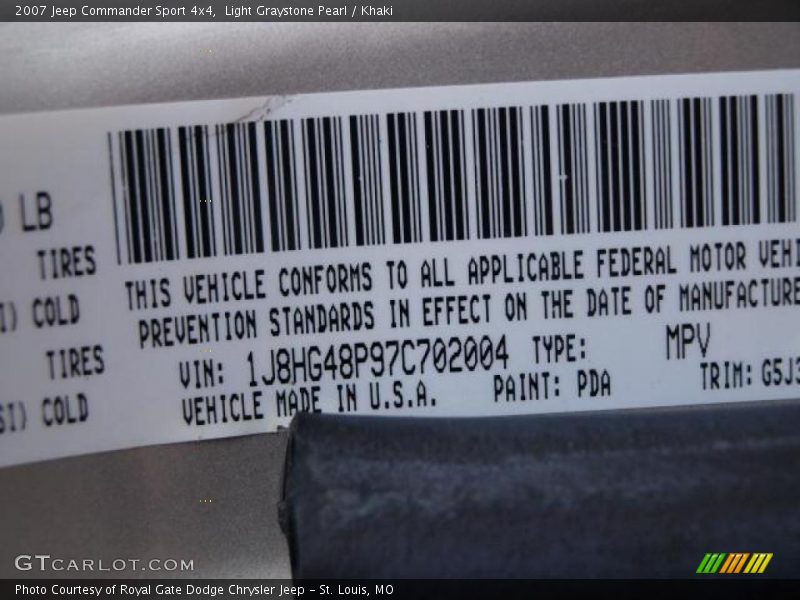 2007 Jeep Commander Sport 4x4,  Light Graystone Pearl / Khaki
LB
TIRES
COLD
TIRES
COLD
THIS VEHICLE CONFORMS TO ALL APPLICABLE FEDERAL MOTOR VEHI
PREVENTION STANDARDS IN EFFECT ON THE DATE OF MANUFACTURE
VIN: 1J8HG48P97C702004 TYPE: MPV
VEHICLE MADE IN U.S.A. PAINT: PDA TRIM: G5J3
GTCARLOT.COM
Photo Courtesy of Royal Gate Dodge Chrysler Jeep – St. Louis, MO